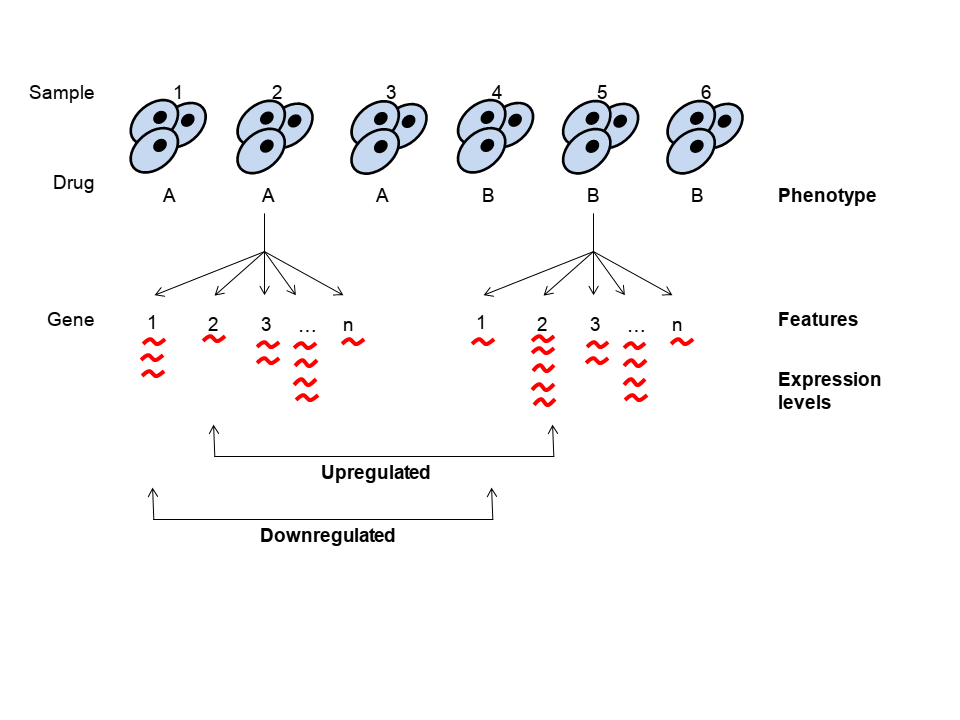 Sample 1 2 3 4 5 6
Drug A A A B B B Phenotype
Gene 1 2 3 … n 1 2 3 … n Features
Expression
levels
Upregulated
Downregulated